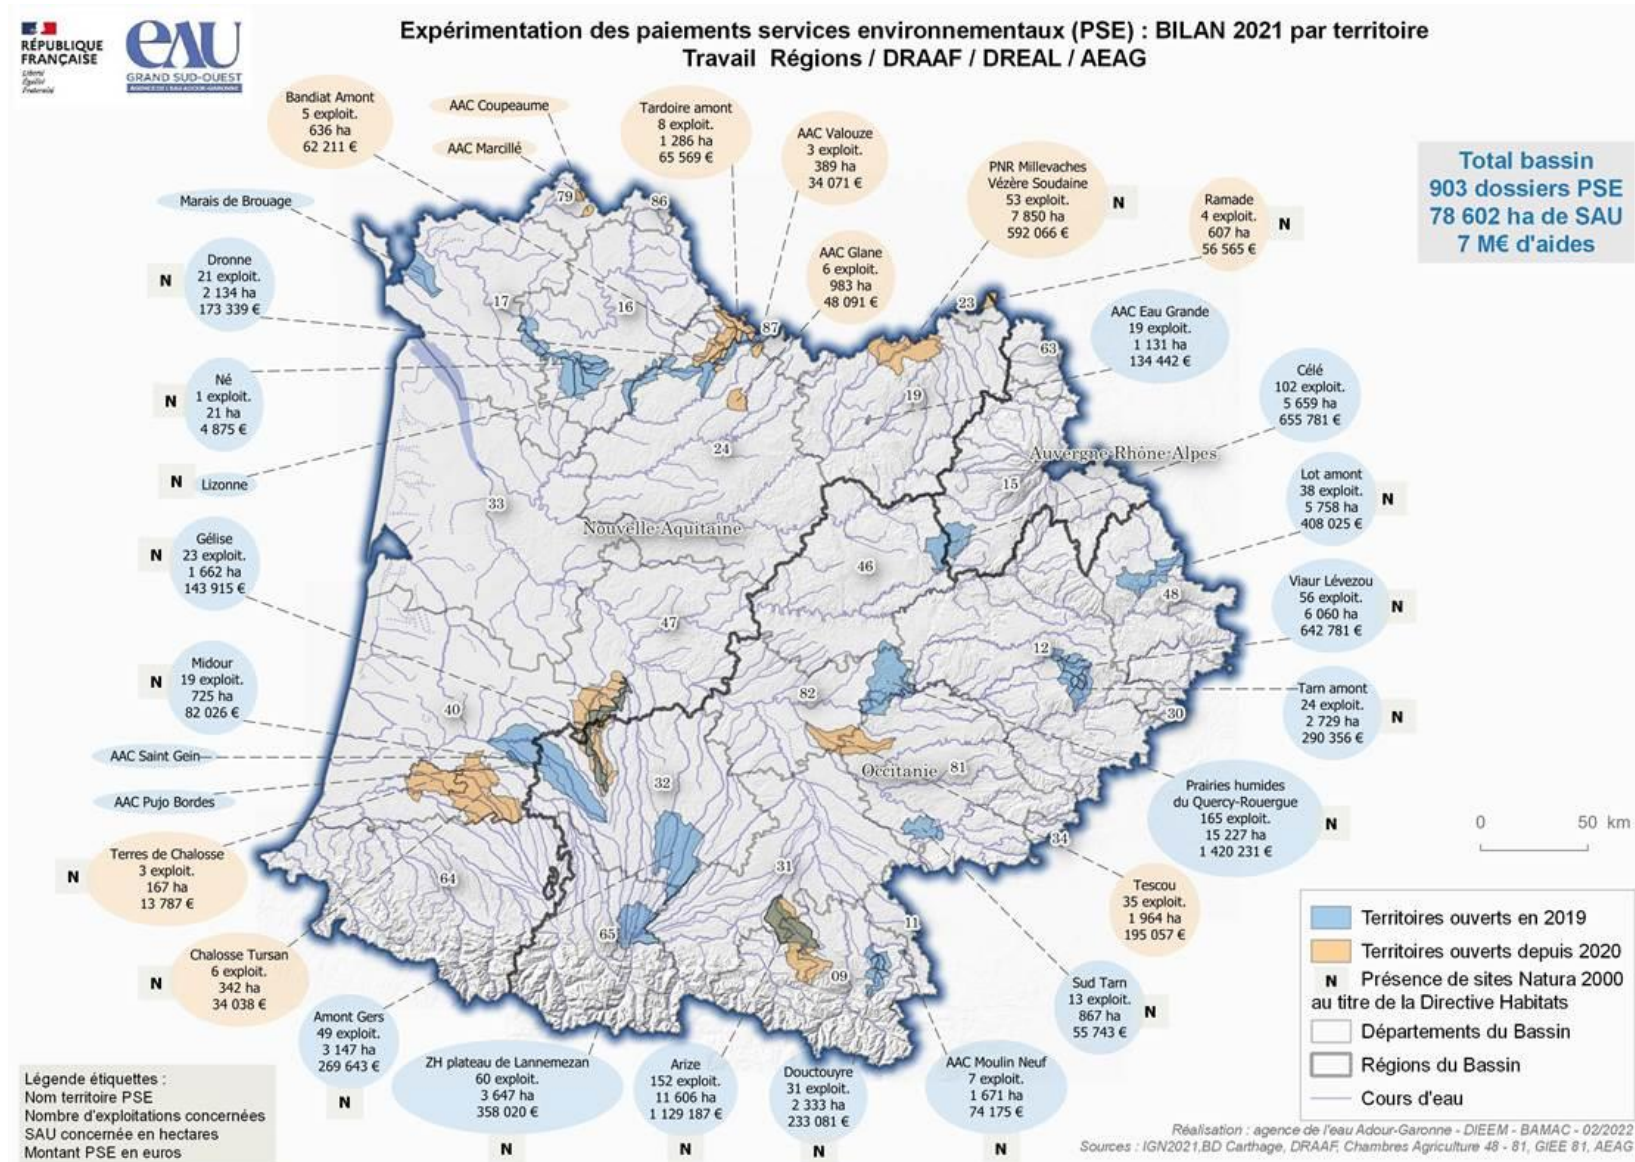 RÉPUBLIQUE
FRANÇAISE
Liberté
Égalité
Fraternité
eau
GRAND SUD-OUEST
AGENCE DE L'EAU ADOUR-GARONNE
Expérimentation des paiements services environnementaux (PSE) : BILAN 2021 par territoire
Travail Régions / DRAAF / DREAL / AEAG
Total bassin
903 dossiers PSE
78 602 ha de SAU
7 M€ d'aides
Bandiat Amont
5 exploit.
636 ha
62 211 €
AAC Coupeaume
AAC Marcillé
Tardoire amont
8 exploit.
1 286 ha
65 569 €
AAC Valouze
3 exploit.
389 ha
34 071 €
PNR Millevaches
Vézère Soudaine
53 exploit.
7 850 ha
592 066 €
N
Ramade
4 exploit.
607 ha
56 565 €
N
AAC Glane
6 exploit.
983 ha
48 091 €
AAC Eau Grande
19 exploit.
1 131 ha
134 442 €
Célé
102 exploit.
5 659 ha
655 781 €
Lot amont
38 exploit.
5 758 ha
408 025 €
N
Viaur Lévezou
56 exploit.
6 060 ha
642 781 €
N
Tarn amont
24 exploit.
2 729 ha
290 356 €
N
Prairies humides
du Quercy-Rouergue
165 exploit.
15 227 ha
1 420 231 €
N
Tescou
35 exploit.
1 964 ha
195 057 €
Sud Tarn
13 exploit.
867 ha
55 743 €
N
AAC Moulin Neuf
7 exploit.
1 671 ha
74 175 €
N
Douctouyre
31 exploit.
2 333 ha
233 081 €
N
Arize
152 exploit.
11 606 ha
1 129 187 €
N
ZH plateau de Lannemezan
60 exploit.
3 647 ha
358 020 €
N
Amont Gers
49 exploit.
3 147 ha
269 643 €
N
Chalosse Tursan
6 exploit.
342 ha
34 038 €
N
Terres de Chalosse
3 exploit.
167 ha
13 787 €
N
AAC Pujo Bordes
AAC Saint Gein
Midour
19 exploit.
725 ha
82 026 €
N
Gélise
23 exploit.
1 662 ha
143 915 €
N
Lizonne
N
Né
1 exploit.
21 ha
4 875 €
N
Dronne
21 exploit.
2 134 ha
173 339 €
N
Marais de Brouage
79
86
17
16
87
23
63
19
24
15
33
46
48
47
12
82
40
30
32
81
34
31
64
65
11
09
Nouvelle-Aquitaine
Auvergne-Rhône-Alpes
Occitanie
0 50 km
Territoires ouverts en 2019
Territoires ouverts depuis 2020
N Présence de sites Natura 2000
au titre de la Directive Habitats
Départements du Bassin
Régions du Bassin
Cours d'eau
Légende étiquettes :
Nom territoire PSE
Nombre d'exploitations concernées
SAU concernée en hectares
Montant PSE en euros
Réalisation : agence de l'eau Adour-Garonne - DIEEM - BAMAC - 02/2022
Sources : IGN2021,BD Carthage, DRAAF, Chambres Agriculture 48 - 81, GIEE 81, AEAG